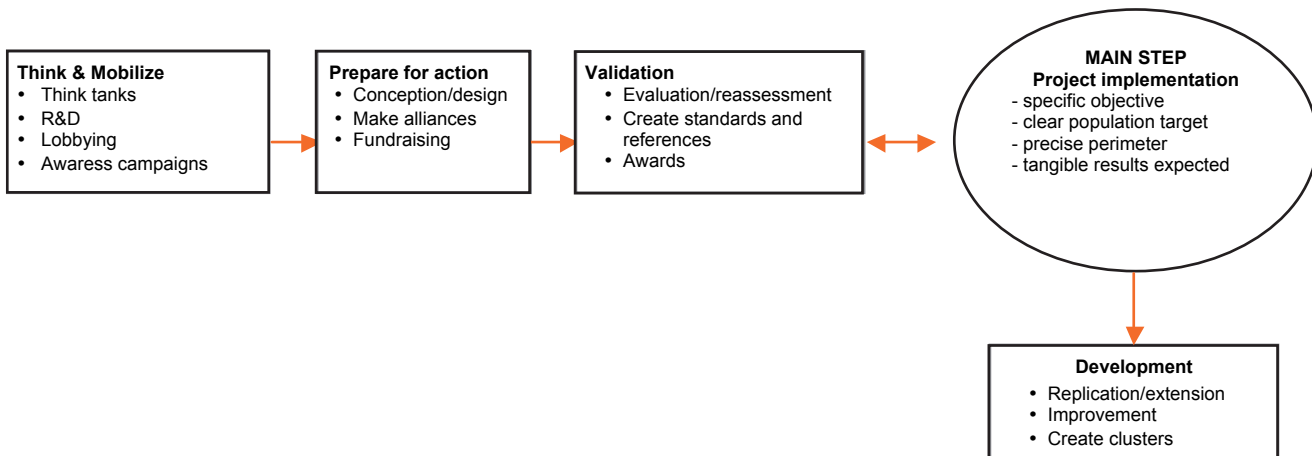 Think & Mobilize
• Think tanks
• R&D
• Lobbying
• Awaress campaigns
Prepare for action
• Conception/design
• Make alliances
• Fundraising
Validation
• Evaluation/reassessment
• Create standards and
references
• Awards
MAIN STEP
Project implementation
- specific objective
- clear population target
- precise perimeter
- tangible results expected
Development
• Replication/extension
• Improvement
• Create clusters